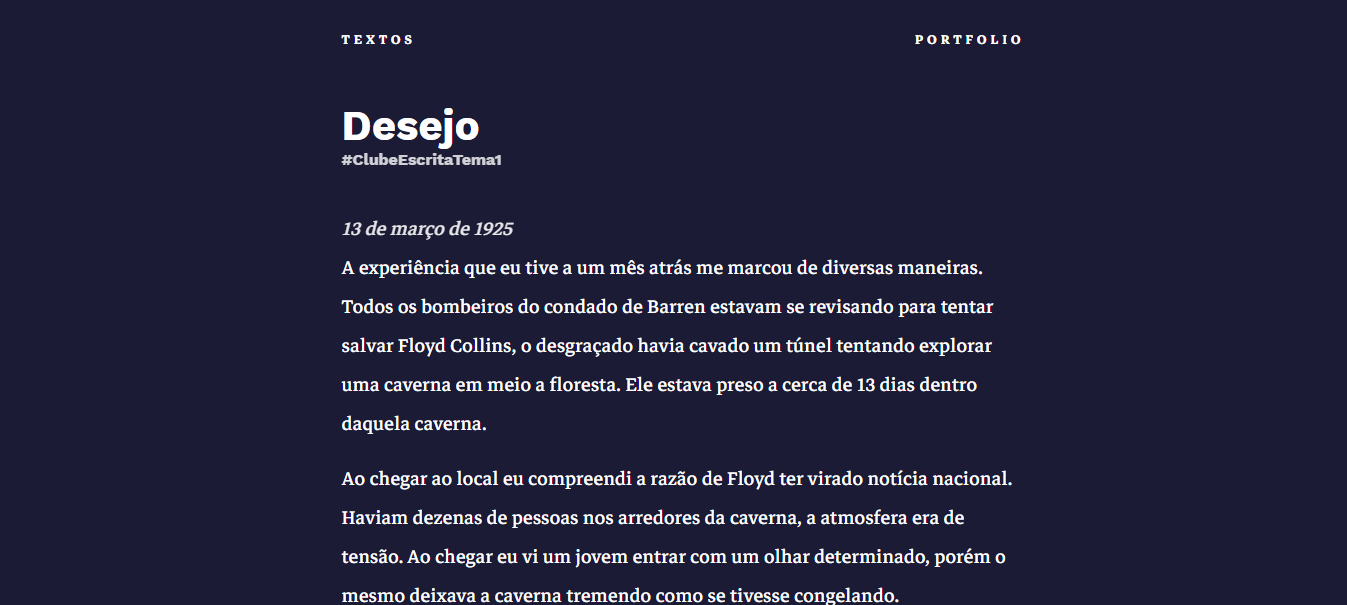 TEXTOS
PORTFOLIO
Desejo
#ClubeEscritaTema1
13 de março de 1925
A experiência que eu tive a um mês atrás me marcou de diversas maneiras.
Todos os bombeiros do condado de Barren estavam se revisando para tentar
salvar Floyd Collins, o desgraçado havia cavado um túnel tentando explorar
uma caverna em meio a floresta. Ele estava preso a cerca de 13 dias dentro
daquela caverna.
Ao chegar ao local eu compreendi a razão de Floyd ter virado notícia nacional.
Haviam dezenas de pessoas nos arredores da caverna, a atmosfera era de
tensão. Ao chegar eu vi um jovem entrar com um olhar determinado, porém o
mesmo deixava a caverna tremendo como se tivesse congelando.